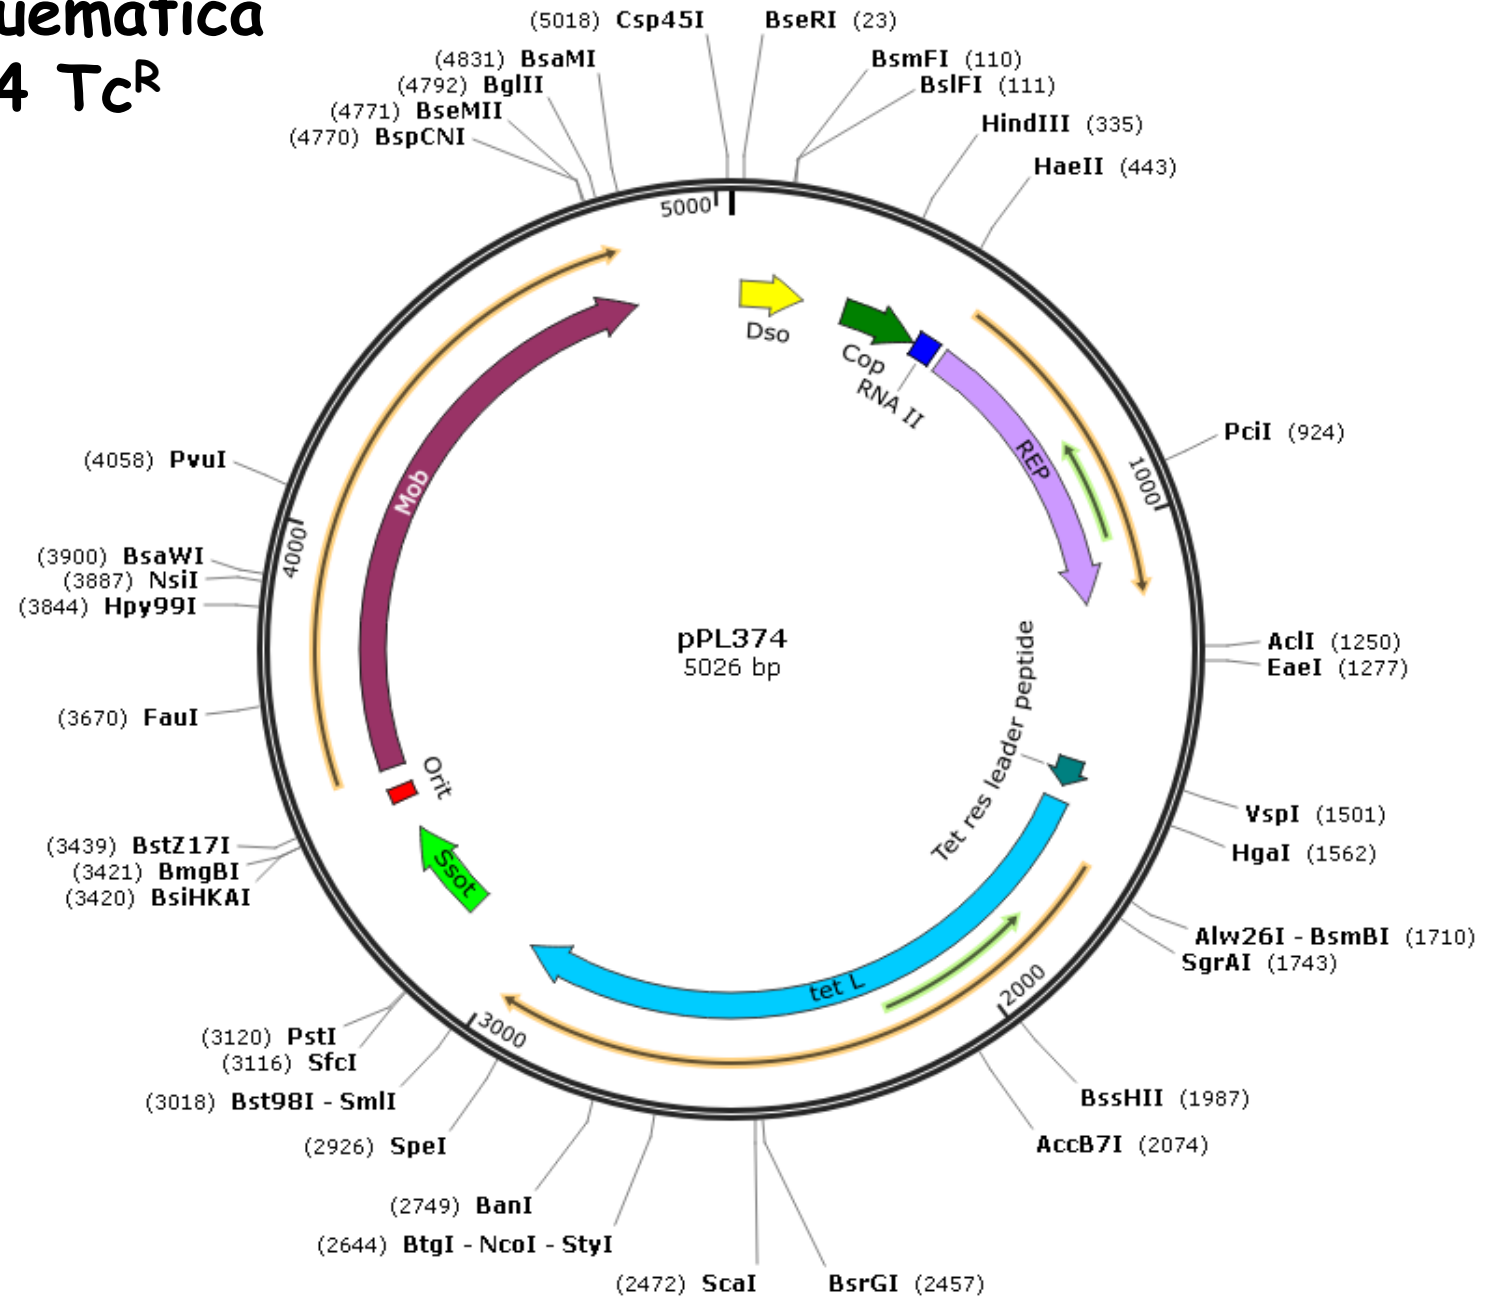 uematica
4 TcR
(5018) Csp45I
BseRI (23)
(4831) BsaMI
BsmFI (110)
(4792) BglII
BslFI (111)
(4771) BseMII
(4770) BspCNI
HindIII (335)
HaeII (443)
5000
Dso
Cop
RNA II
REP
PciI (924)
1000
Mob
(4058) PvuI
4000
(3900) BsaWI
(3887) NsiI
(3844) Hpy99I
pPL374
5026 bp
AclI (1250)
EaeI (1277)
Tet res leader peptide
(3670) FauI
Orit
VspI (1501)
HgaI (1562)
(3439) BstZ17I
(3421) BmgBI
(3420) BsiHKAI
Ssot
Alw26I - BsmBI (1710)
SgrAI (1743)
tet L
2000
3000
(3120) PstI
(3116) SfcI
(3018) Bst98I - SmlI
BssHII (1987)
(2926) SpeI
AccB7I (2074)
(2749) BanI
(2644) BtgI - NcoI - StyI
(2472) ScaI
BsrGI (2457)